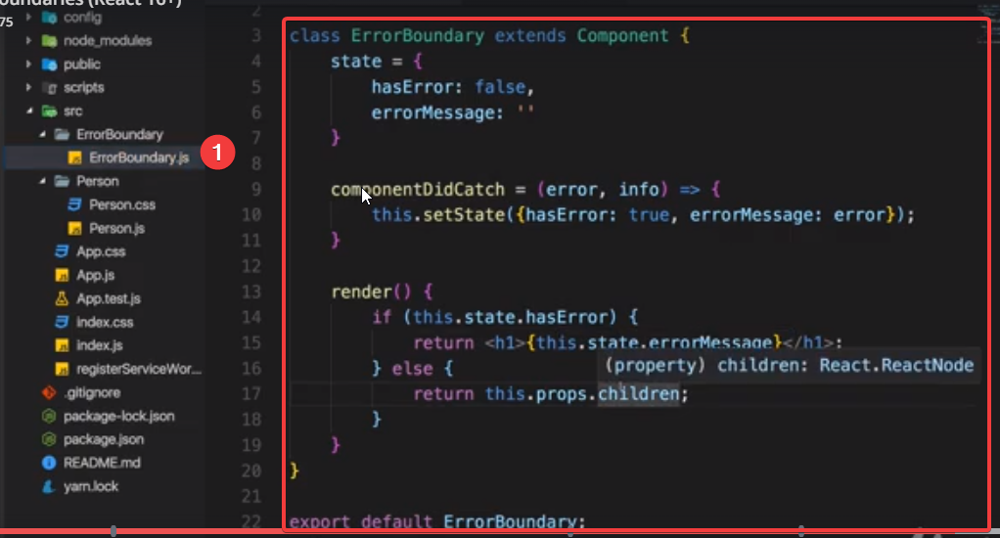 oundaries (React 16+)
75
config
node_modules
public
scripts
src
ErrorBoundary
ErrorBoundary.js
1
Person
Person.css
Person.js
App.css
App.js
App.test.js
index.css
index.js
registerServiceWor...
.gitignore
package-lock.json
package.json
README.md
yarn.lock
2
3 class ErrorBoundary extends Component {
4 state = {
5 hasError: false,
6 errorMessage: ''
7 }
8
9 componentDidCatch = (error, info) => {
10 this.setState({hasError: true, errorMessage: error});
11 }
12
13 render() {
14 if (this.state.hasError) {
15 return <h1>{this.state.errorMessage}</h1>;
16 } else {
(property) children: React.ReactNode
17 return this.props.children;
18 }
19 }
20 }
21
22 export default ErrorBoundary;